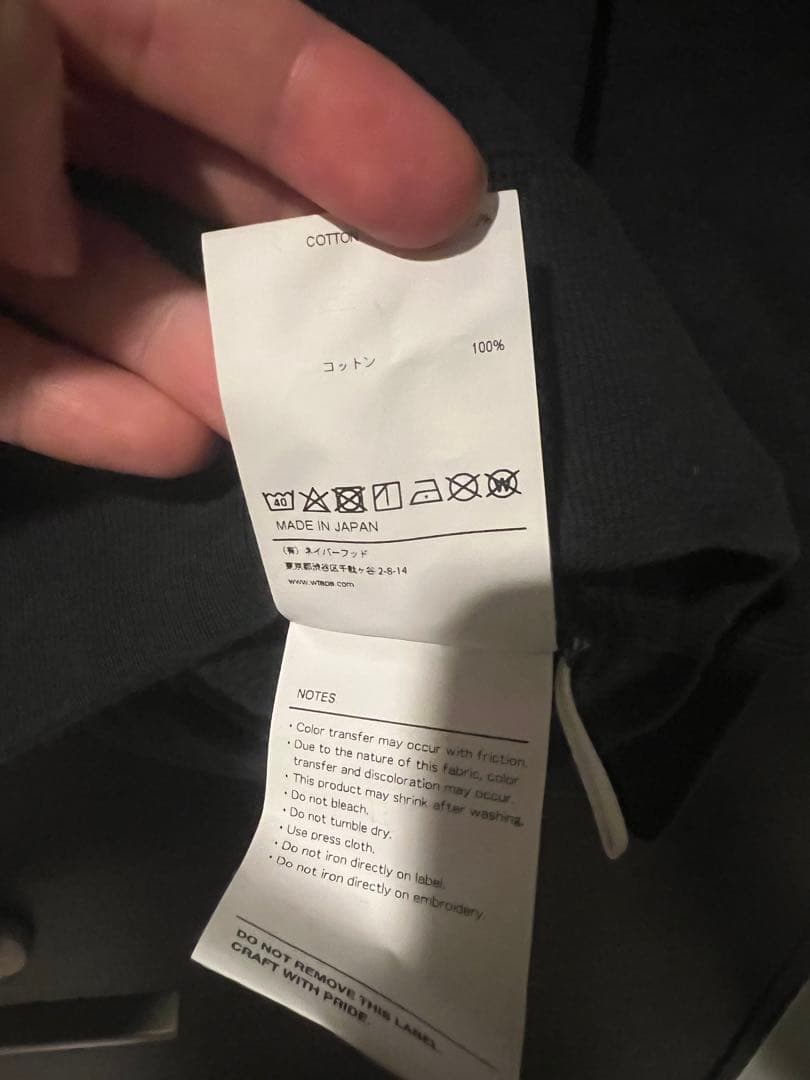 COTTON
コットン 100%
40
W
MADE IN JAPAN
(有) ネイバーフッド
東京都渋谷区千駄ヶ谷 2-8-14
www.wtaps.com
NOTES
・Color transfer may occur with friction.
・Due to the nature of this fabric, color
transfer and discoloration may occur.
・This product may shrink after washing.
・Do not bleach.
・Do not tumble dry.
・Use press cloth.
・Do not iron directly on label.
・Do not iron directly on embroidery.
DO NOT REMOVE THIS LABEL.
CRAFT WITH PRIDE.